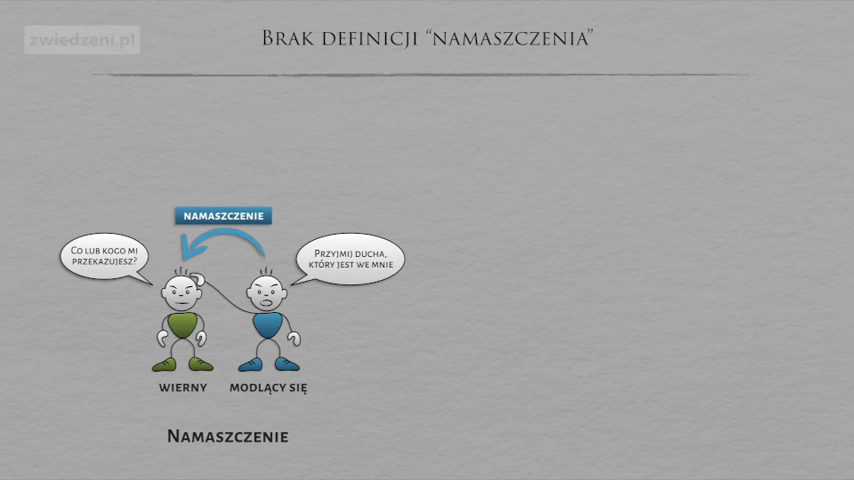 zwiedzeni.pl
Brak definicji “namaszczenia”
NAMASZCZENIE
Co lub kogo mi
przekazujesz?
Przyjmij ducha,
który jest we mnie
wierny
modlący się
Namaszczenie